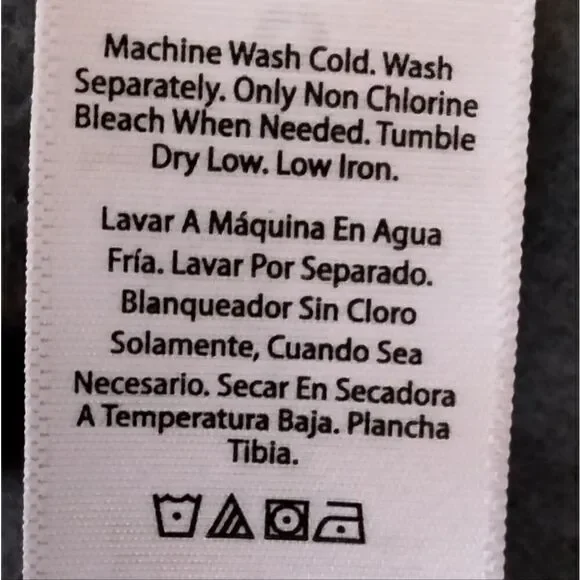 Machine Wash Cold. Wash
Separately. Only Non Chlorine
Bleach When Needed. Tumble
Dry Low. Low Iron.
Lavar A Máquina En Agua
Fría. Lavar Por Separado.
Blanqueador Sin Cloro
Solamente, Cuando Sea
Necesario. Secar En Secadora
A Temperatura Baja. Plancha
Tibia.